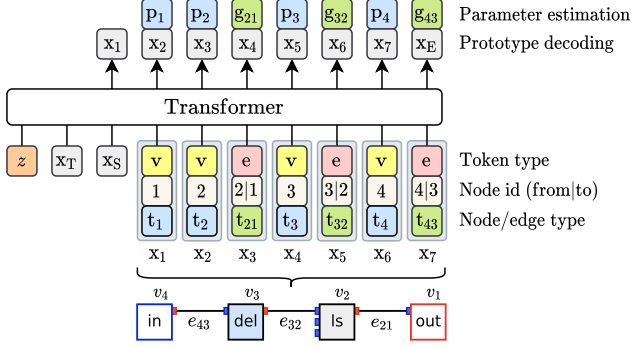 p₁ p₂ g₂₁ p₃ g₃₂ p₄ g₄₃ Parameter estimation
x₁ x₂ x₃ x₄ x₅ x₆ x₇ x_E Prototype decoding
Transformer
z x_T x_S v v e v e v e Token type
1 2 2|1 3 3|2 4 4|3 Node id (from|to)
t₁ t₂ t₂₁ t₃ t₃₂ t₄ t₄₃ Node/edge type
x₁ x₂ x₃ x₄ x₅ x₆ x₇
v₄ v₃ v₂ v₁
in e₄₃ del e₃₂ ls e₂₁ out